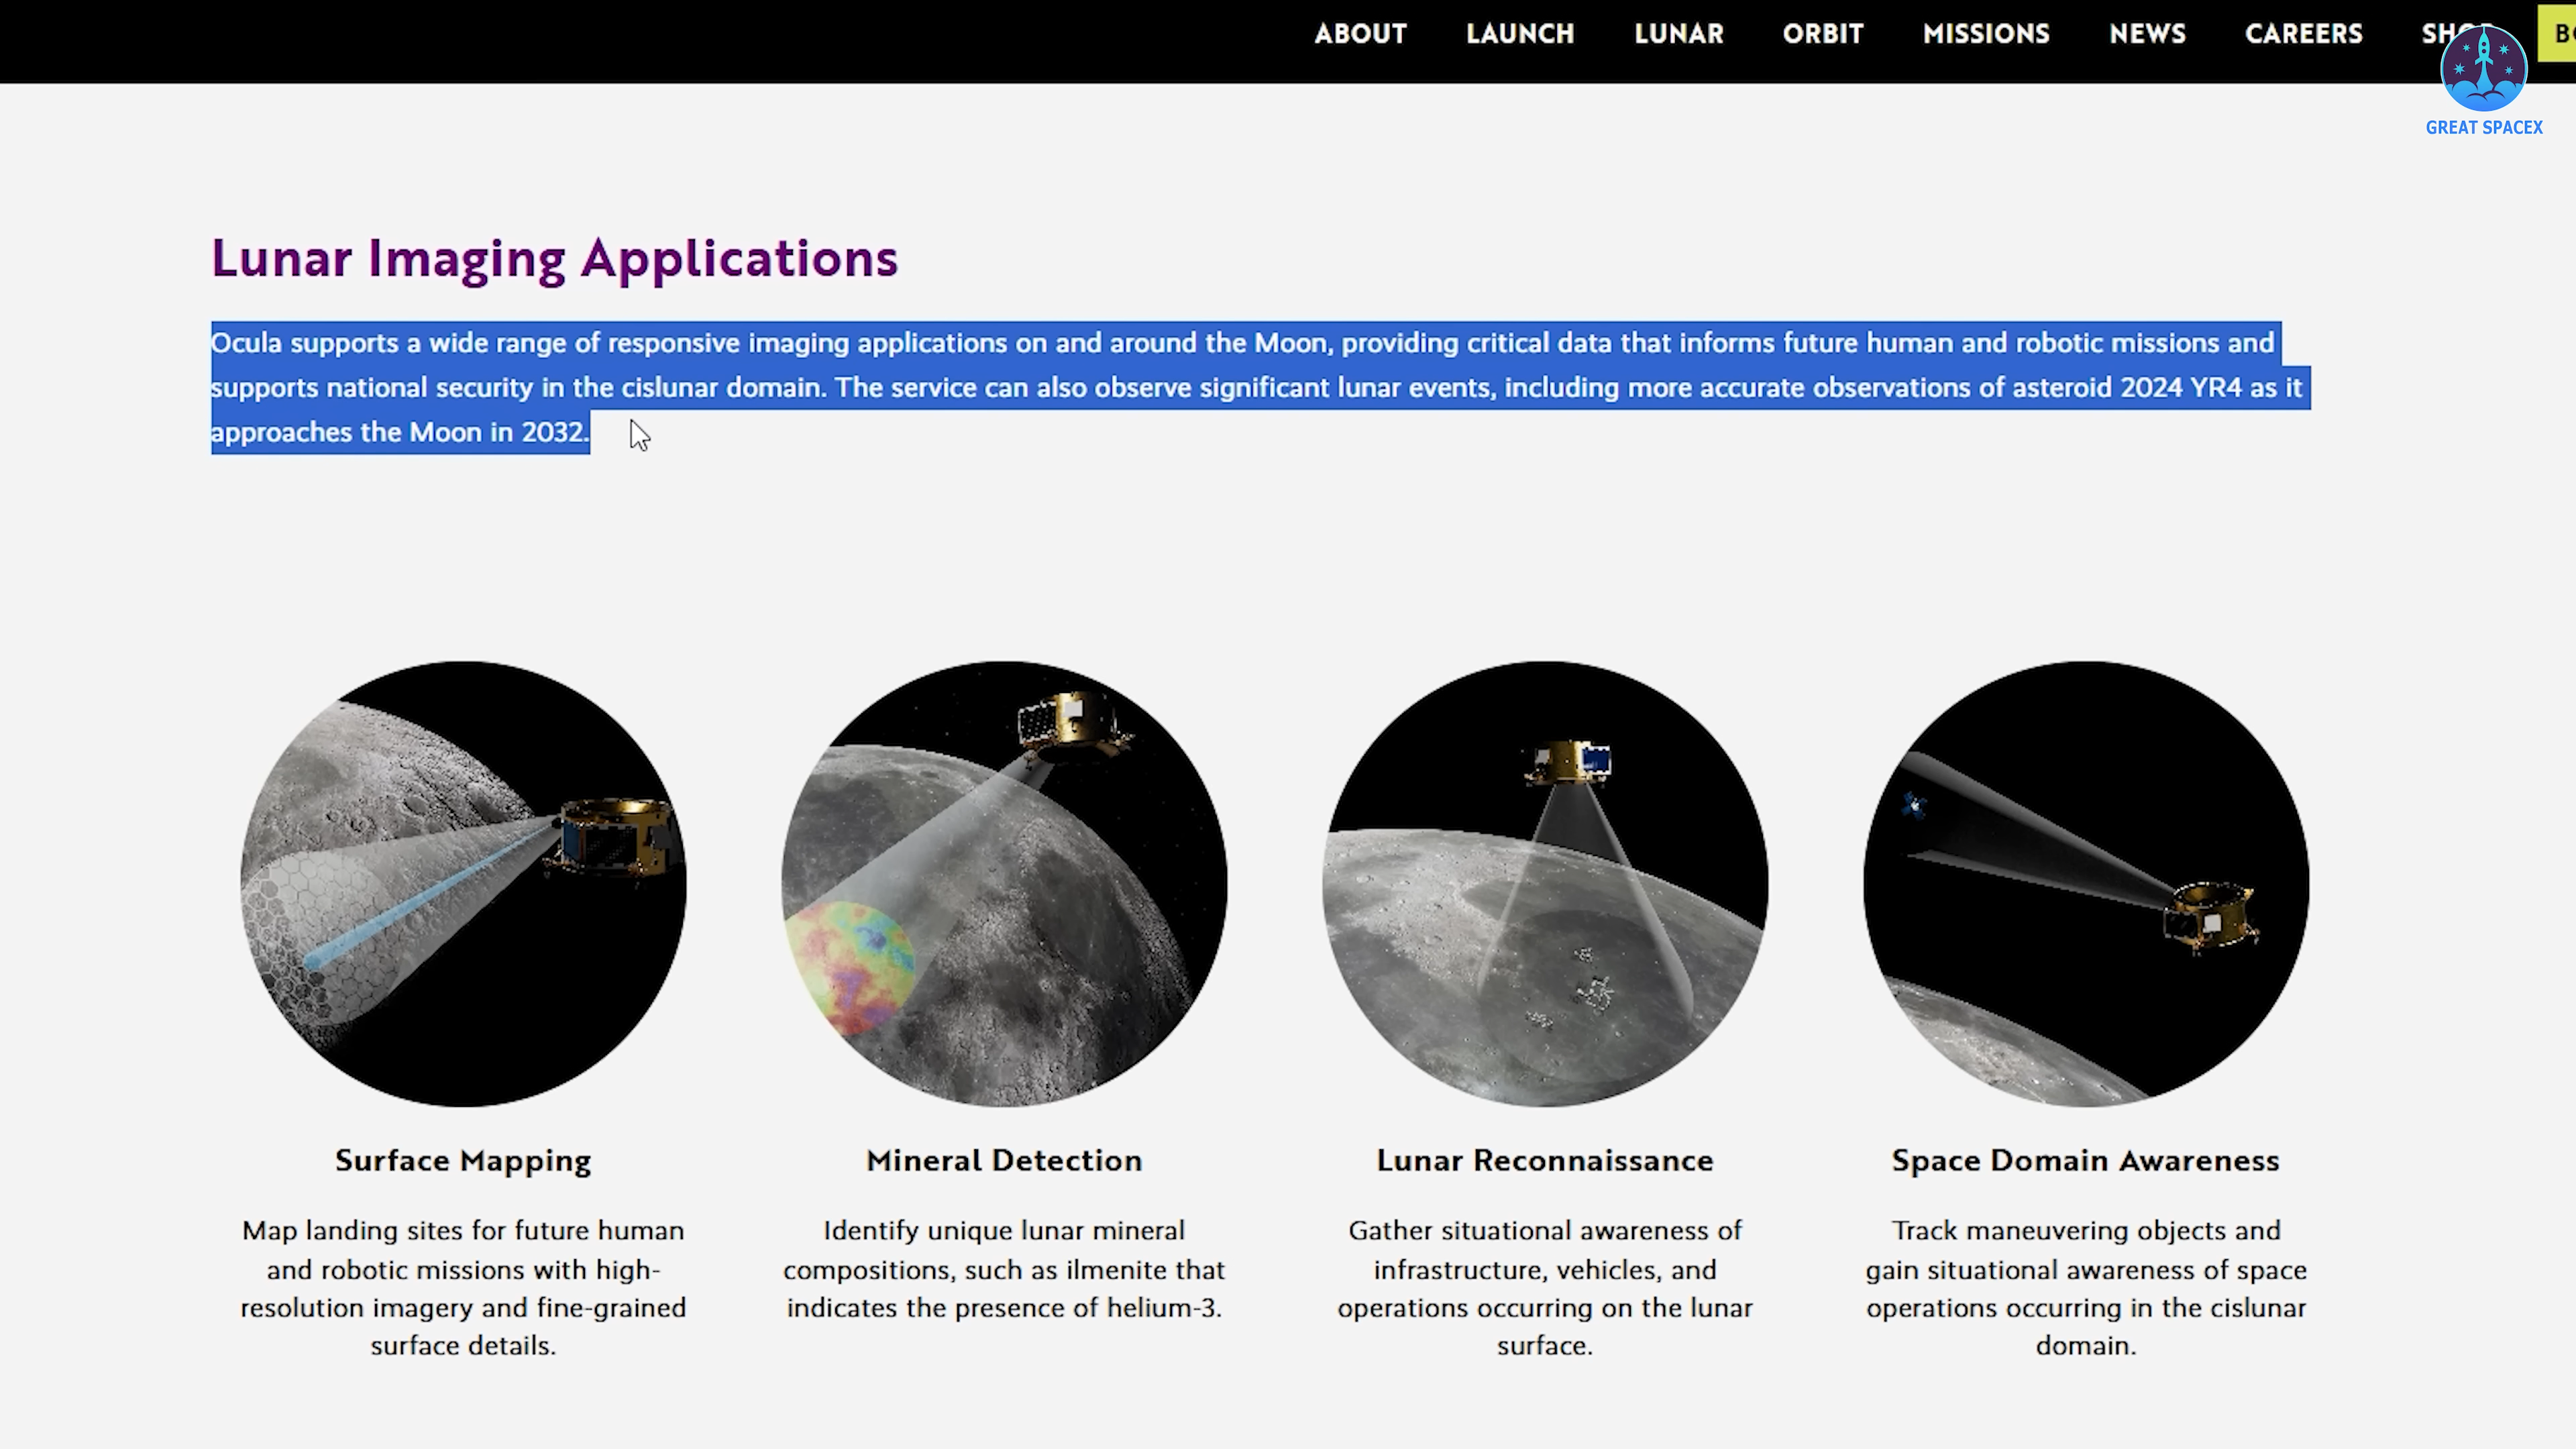 ABOUT LAUNCH LUNAR ORBIT MISSIONS NEWS CAREERS
GREAT SPACEX
Lunar Imaging Applications
Ocula supports a wide range of responsive imaging applications on and around the Moon, providing critical data that informs future human and robotic missions and
supports national security in the cislunar domain. The service can also observe significant lunar events, including more accurate observations of asteroid 2024 YR4 as it
approaches the Moon in 2032.
Surface Mapping
Map landing sites for future human
and robotic missions with high-
resolution imagery and fine-grained
surface details.
Mineral Detection
Identify unique lunar mineral
compositions, such as ilmenite that
indicates the presence of helium-3.
Lunar Reconnaissance
Gather situational awareness of
infrastructure, vehicles, and
operations occurring on the lunar
surface.
Space Domain Awareness
Track maneuvering objects and
gain situational awareness of space
operations occurring in the cislunar
domain.